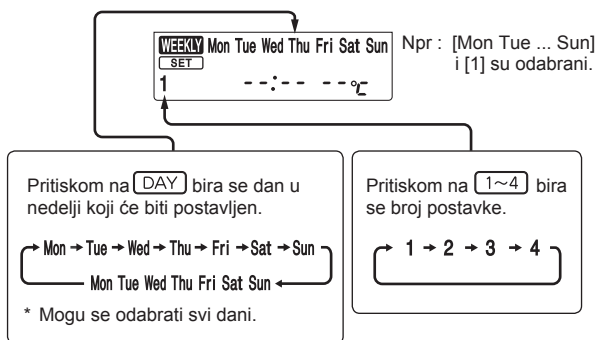 WEEKLY Mon Tue Wed Thu Fri Sat Sun
SET
1 --:-- --°C
Npr : [Mon Tue ... Sun]
i [1] su odabrani.
Pritiskom na DAY bira se dan u
nedelji koji će biti postavljen.
Mon → Tue → Wed → Thu → Fri → Sat → Sun
Mon Tue Wed Thu Fri Sat Sun
* Mogu se odabrati svi dani.
Pritiskom na 1~4 bira
se broj postavke.
1 → 2 → 3 → 4